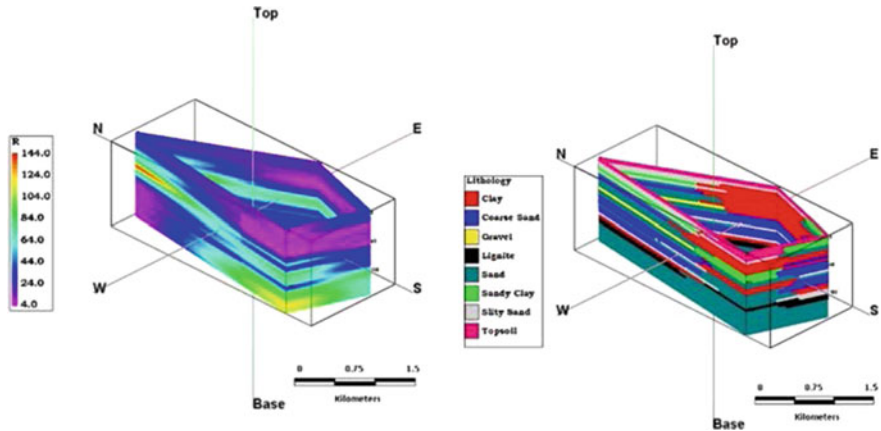 Top
N
E
R
144.0
124.0
104.0
84.0
64.0
44.0
24.0
4.0
W
S
0 0.75 1.5
Kilometers
Base
Top
N
E
Lithology
Clay
Coarse Sand
Gravel
Lignite
Sand
Sandy Clay
Slity Sand
Topsoil
W
S
0 0.75 1.5
Kilometers
Base